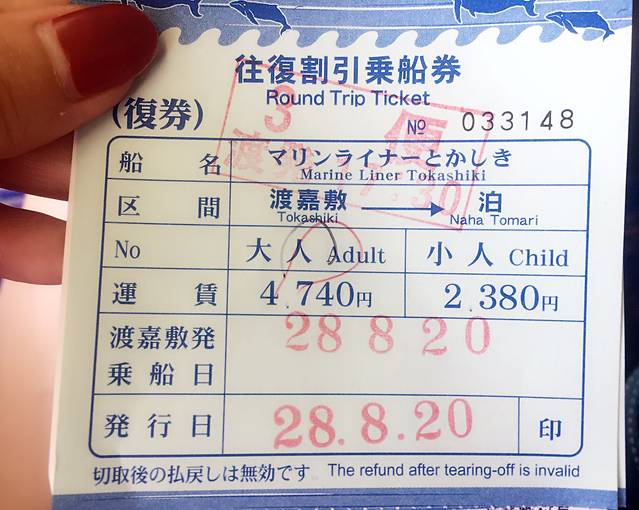 往復割引乗船券
Round Trip Ticket
(復券)
№ 033148
船名 マリンライナーとかしき
Marine Liner Tokashiki
区間 渡嘉敷 → 泊
Tokashiki Naha Tomari
No 大人 Adult 小人 Child
運賃 4,740円 2,380円
渡嘉敷発
乗船日
28 8 20
発行日 28.8.20 印
切取後の払戻しは無効です The refund after tearing-off is invalid